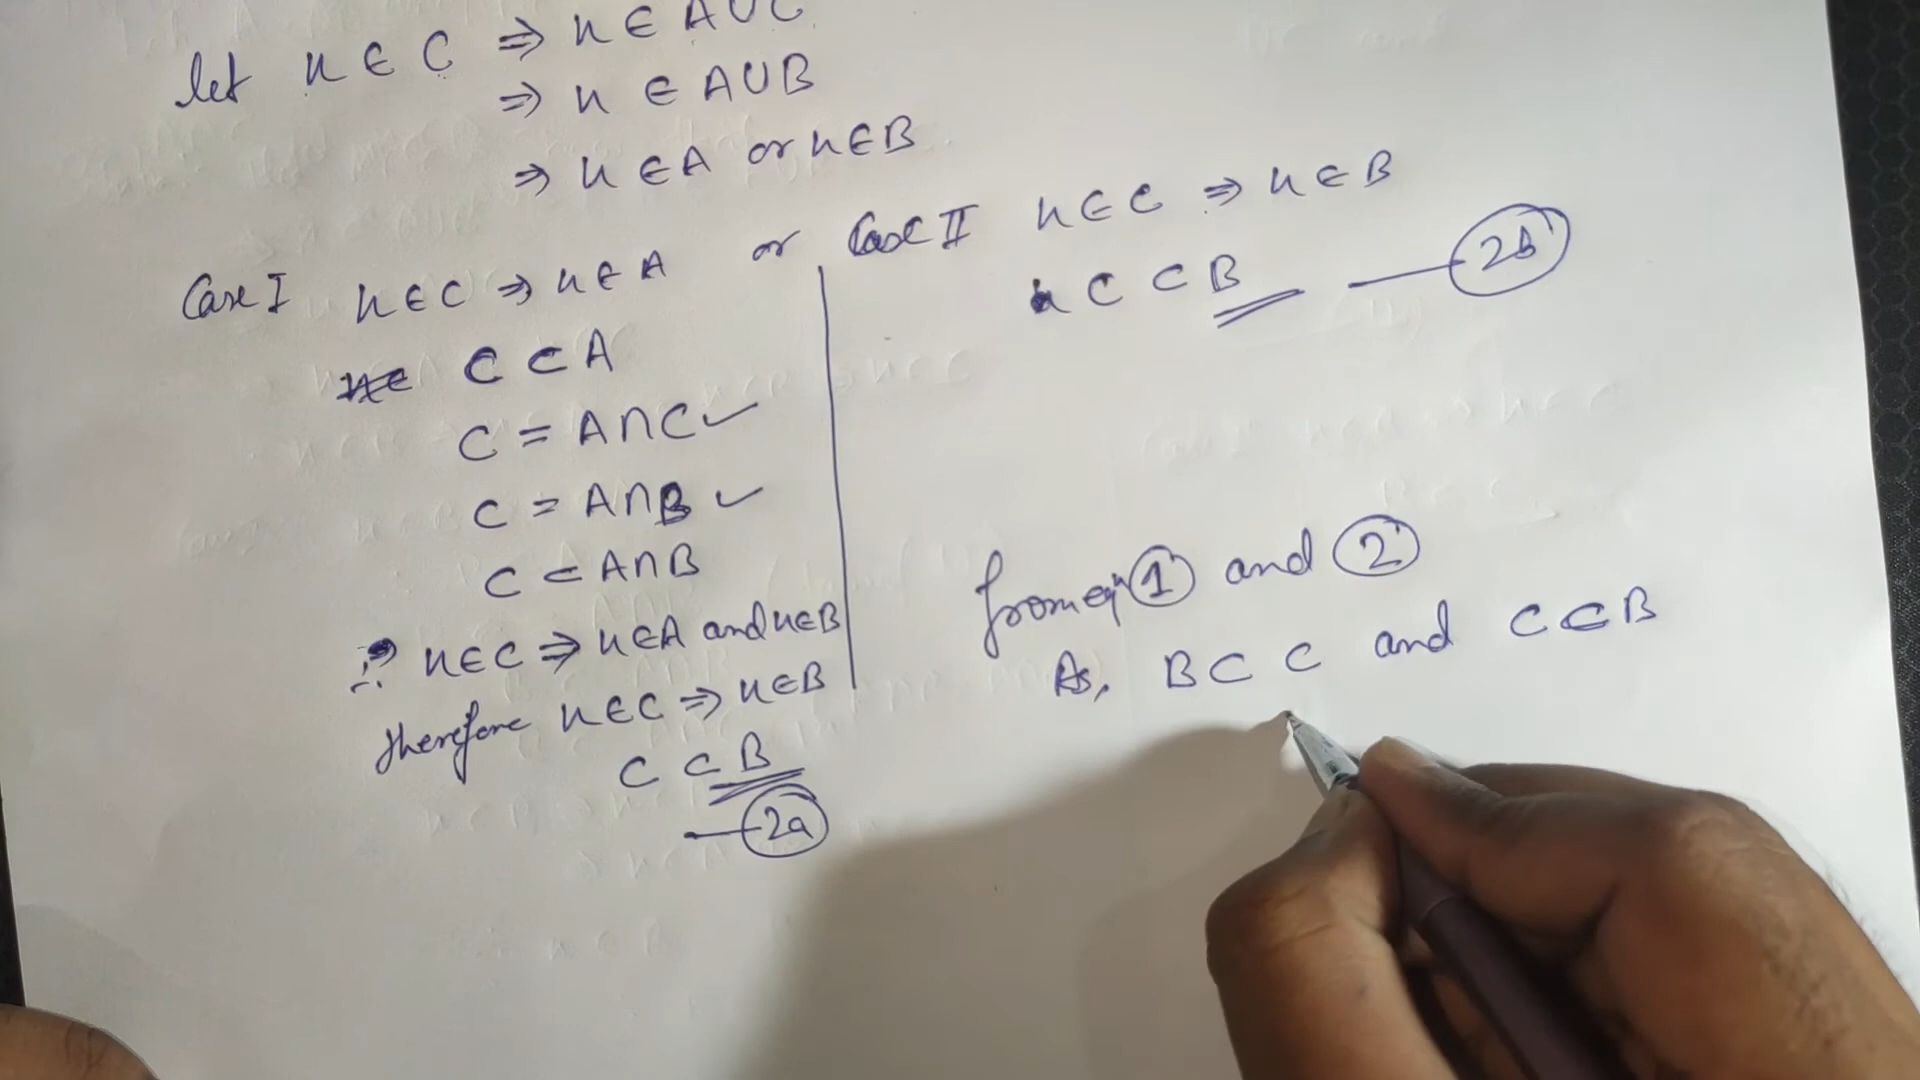 let x ∈ C ⇒ x ∈ A∪C
⇒ x ∈ A∪B
⇒ x ∈ A or x∈B
Case I x ∈ C ⇒ x ∈ A
C ⊂ A
C = A∩C ✓
C = A∩B ✓
C ⊂ A∩B
∴ x∈C ⇒ x∈A and x∈B
therefore x∈C ⇒ x∈B
C ⊂ B
— 2a
or Case II x∈C ⇒ x∈B
C ⊂ B — 2b
from eqⁿ 1 and 2
As, B ⊂ C and C ⊂ B